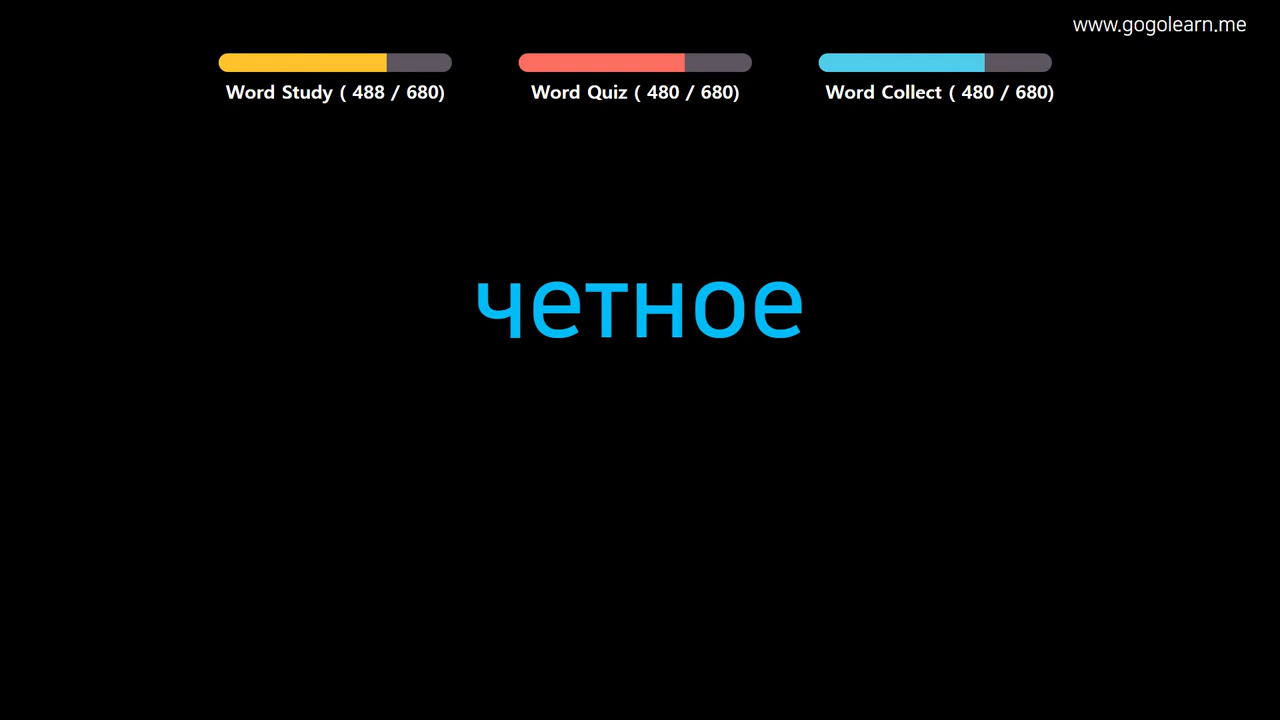 www.gogolearn.me
Word Study ( 488 / 680)
Word Quiz ( 480 / 680)
Word Collect ( 480 / 680)
четное